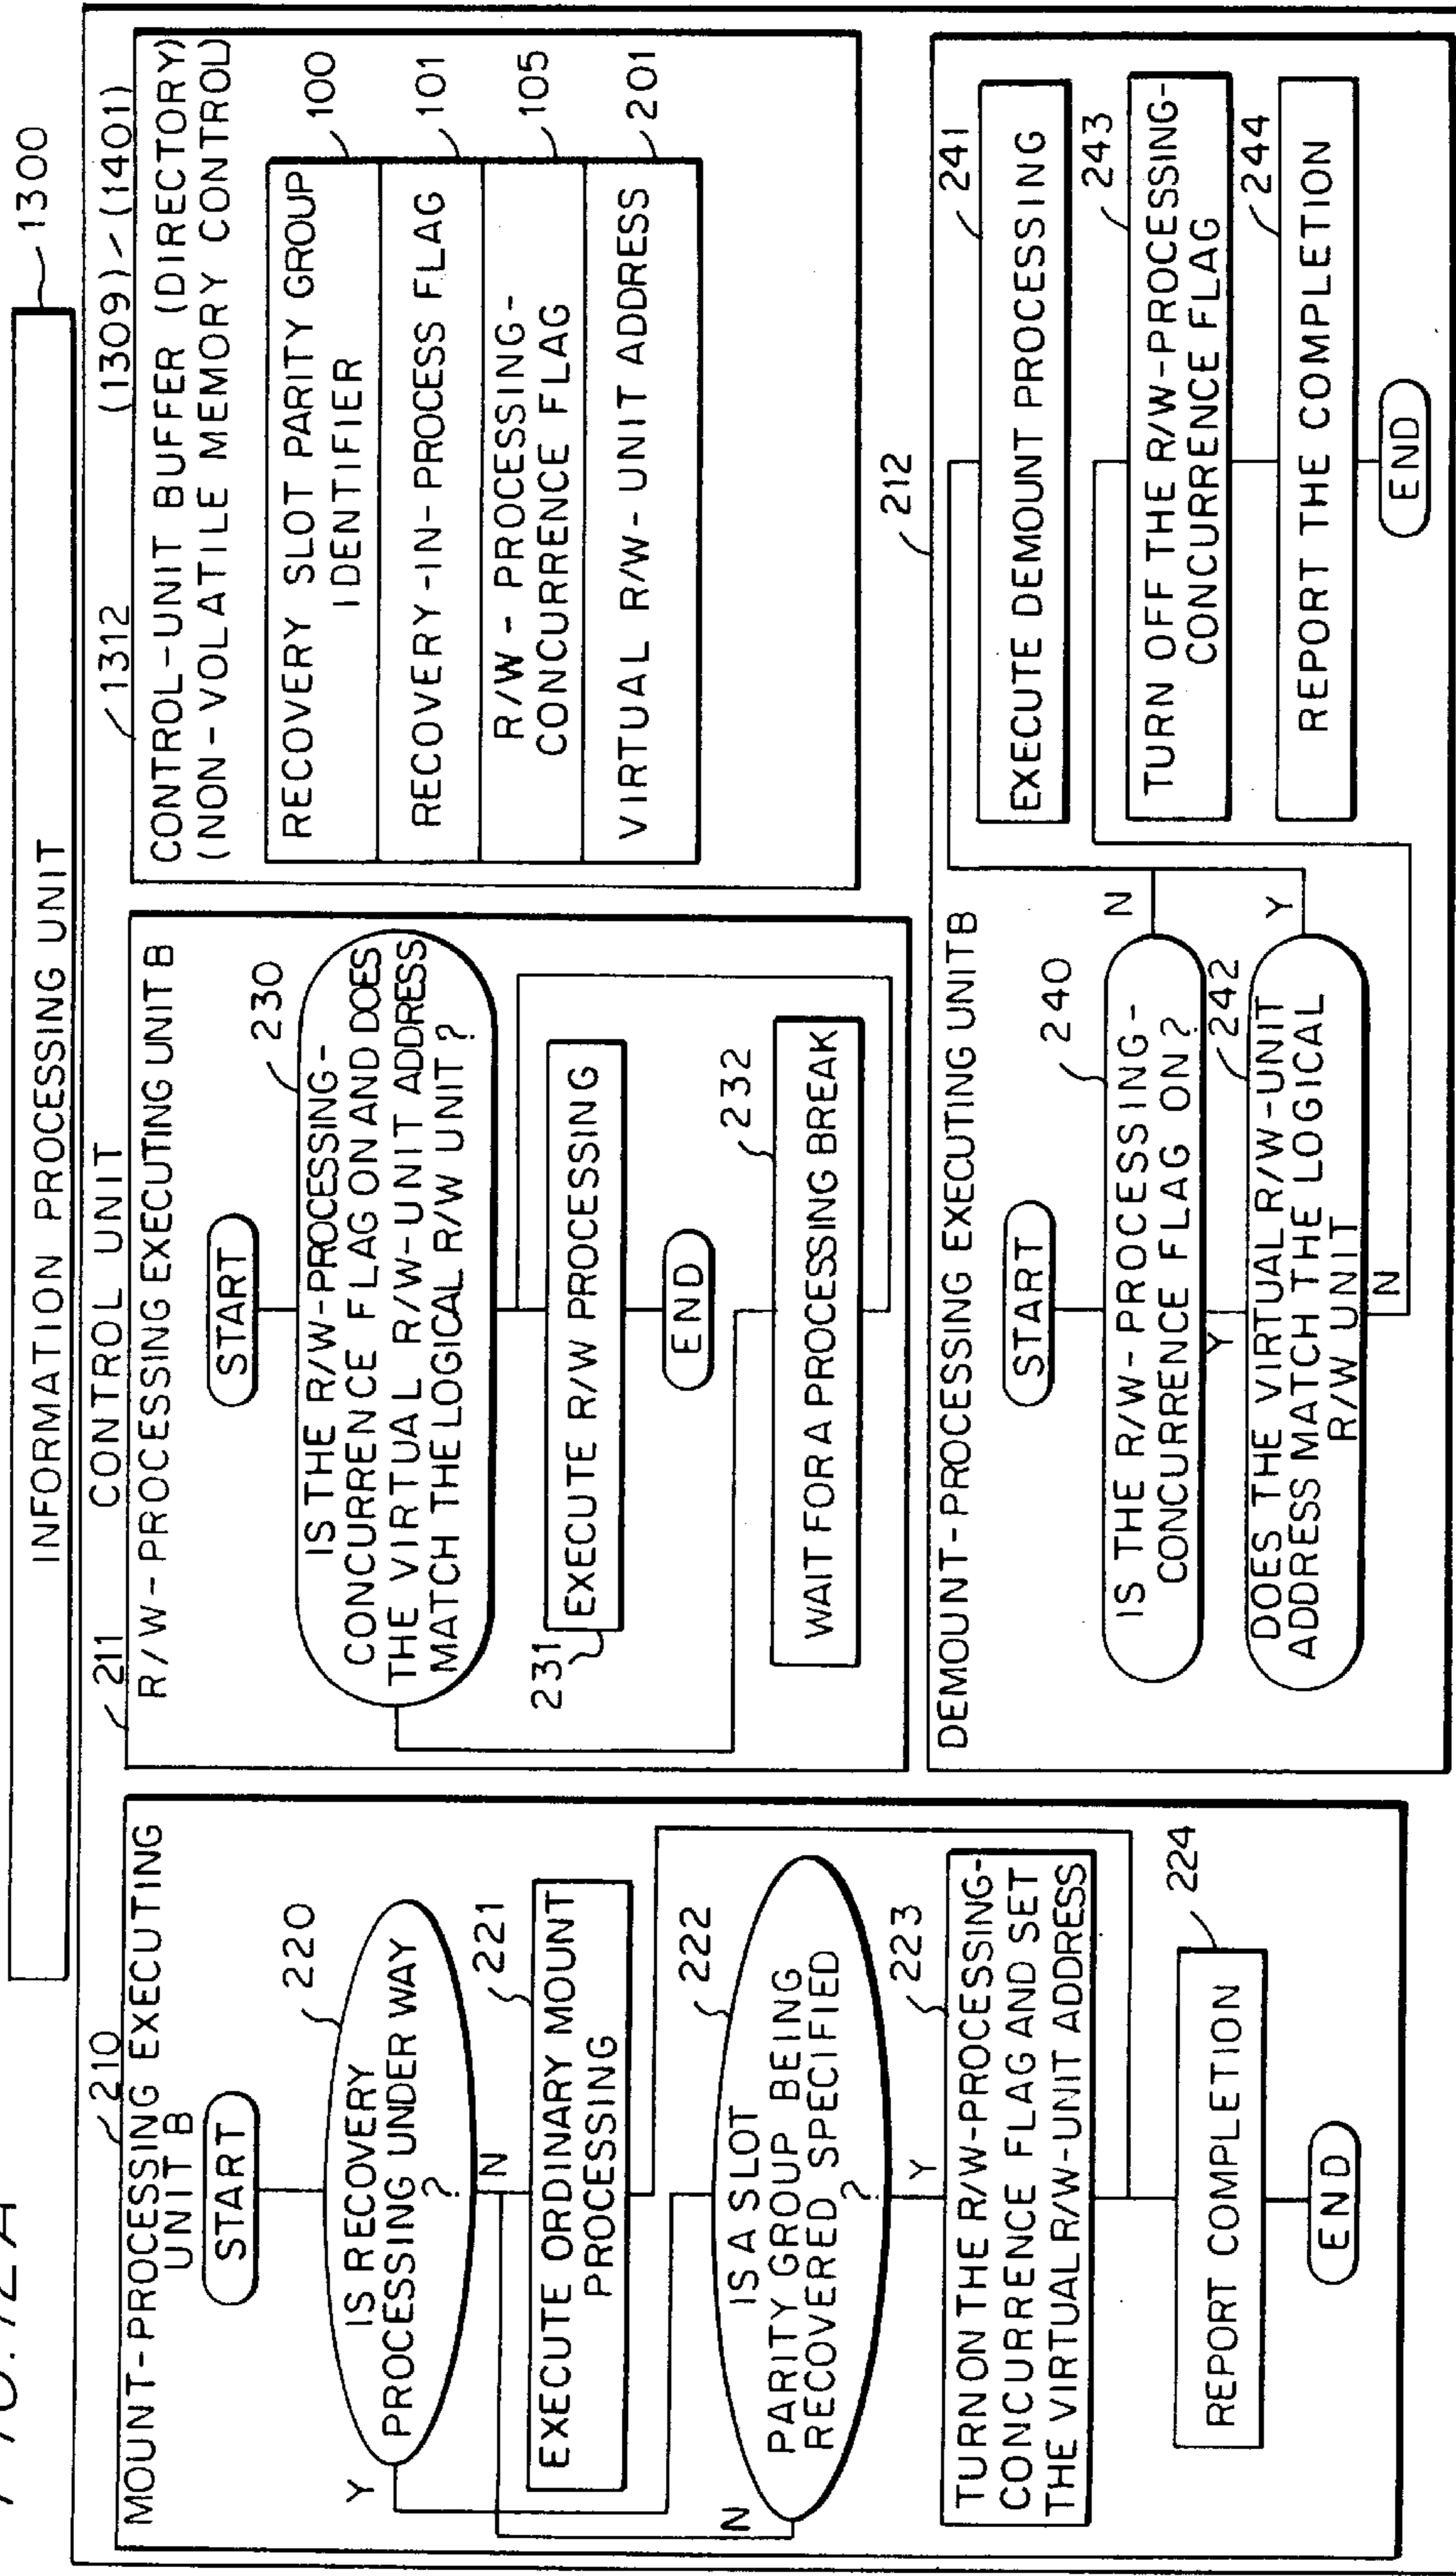 1300
INFORMATION PROCESSING UNIT
CONTROL UNIT
210
MOUNT-PROCESSING EXECUTING
UNIT B
START
220
IS RECOVERY
PROCESSING UNDER WAY
?
Y
N
221
EXECUTE ORDINARY MOUNT
PROCESSING
222
IS A SLOT
PARITY GROUP BEING
RECOVERED SPECIFIED
?
N
Y
223
TURN ON THE R/W-PROCESSING-
CONCURRENCE FLAG AND SET
THE VIRTUAL R/W-UNIT ADDRESS
224
REPORT COMPLETION
END
211
R/W-PROCESSING EXECUTING UNIT B
START
230
IS THE R/W-PROCESSING-
CONCURRENCE FLAG ON AND DOES
THE VIRTUAL R/W-UNIT ADDRESS
MATCH THE LOGICAL R/W UNIT ?
231
EXECUTE R/W PROCESSING
END
232
WAIT FOR A PROCESSING BREAK
1312
(1309)~(1401)
CONTROL-UNIT BUFFER (DIRECTORY)
(NON-VOLATILE MEMORY CONTROL)
RECOVERY SLOT PARITY GROUP
IDENTIFIER
100
RECOVERY-IN-PROCESS FLAG
101
R/W-PROCESSING-
CONCURRENCE FLAG
105
VIRTUAL R/W-UNIT ADDRESS
201
212
DEMOUNT-PROCESSING EXECUTING UNIT B
START
240
IS THE R/W-PROCESSING-
CONCURRENCE FLAG ON ?
N
Y
242
DOES THE VIRTUAL R/W-UNIT
ADDRESS MATCH THE LOGICAL
R/W UNIT
Y
N
241
EXECUTE DEMOUNT PROCESSING
243
TURN OFF THE R/W-PROCESSING-
CONCURRENCE FLAG
244
REPORT THE COMPLETION
END